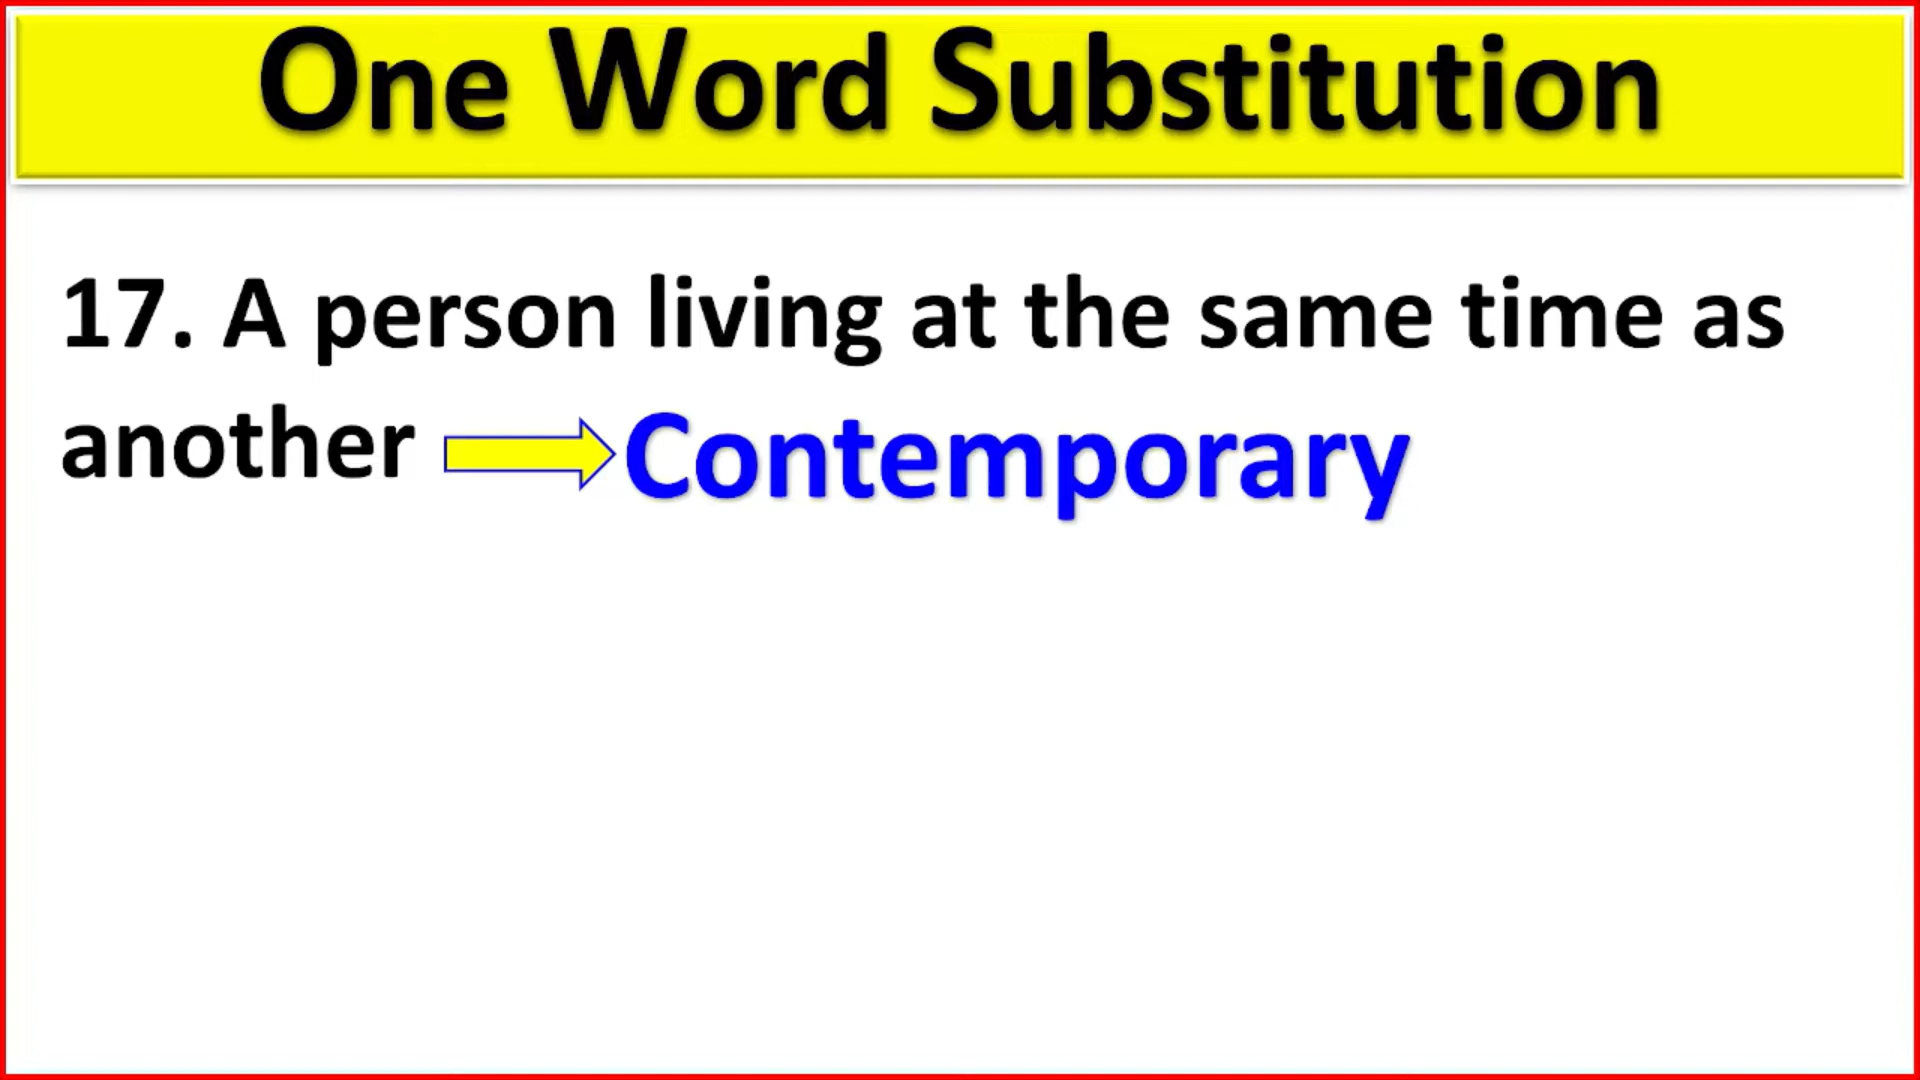 One Word Substitution
17. A person living at the same time as
another Contemporary